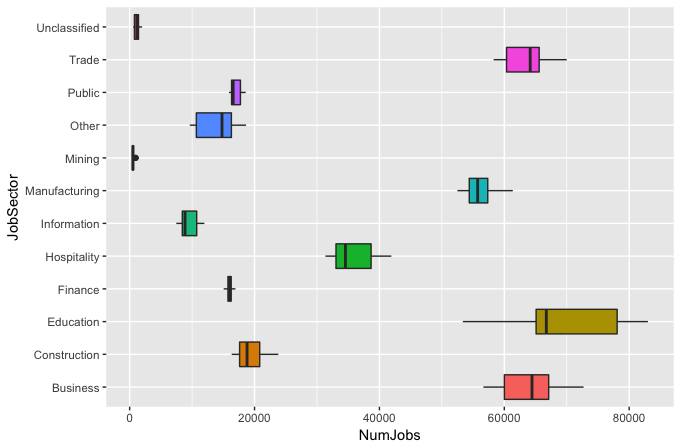 Unclassified
Trade
Public
Other
Mining
Manufacturing
Information
Hospitality
Finance
Education
Construction
Business
JobSector
0 20000 40000 60000 80000
NumJobs